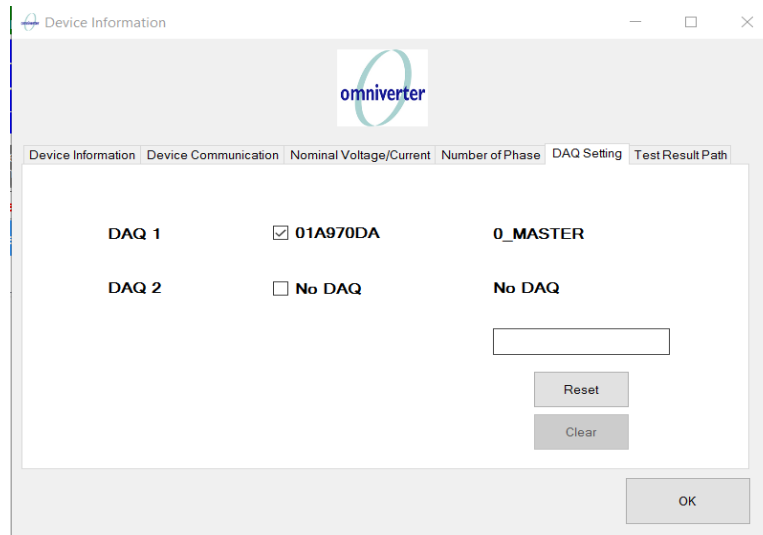 Device Information
omniverter
Device Information Device Communication Nominal Voltage/Current Number of Phase DAQ Setting Test Result Path
DAQ 1 01A970DA 0_MASTER
DAQ 2 No DAQ No DAQ
Reset
Clear
OK